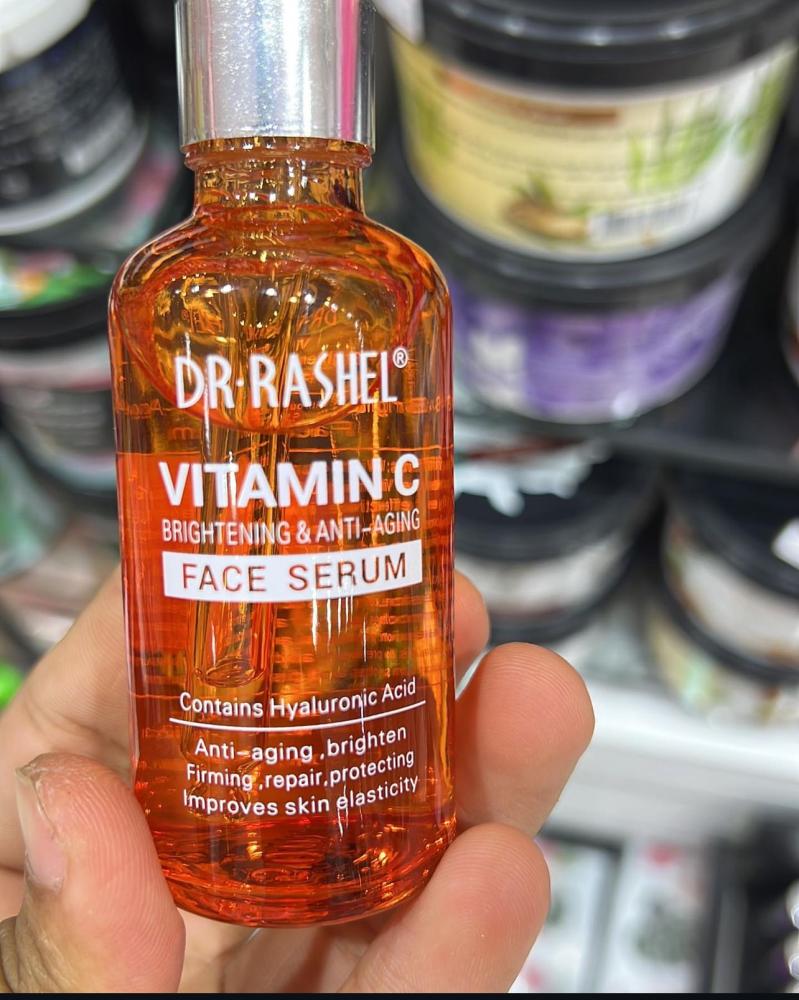 DR·RASHEL®
VITAMIN C
BRIGHTENING & ANTI-AGING
FACE SERUM
Contains Hyaluronic Acid
Anti-aging ,brighten
Firming ,repair,protecting
Improves skin elasticity